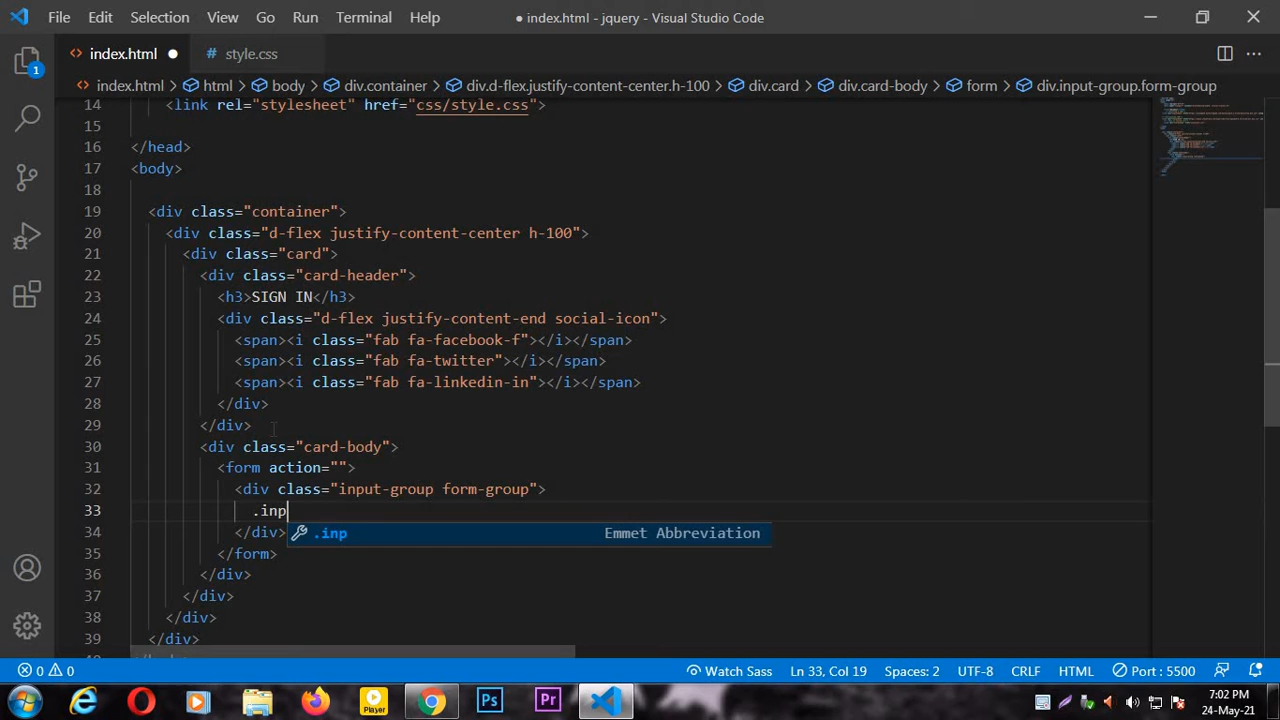 File Edit Selection View Go Run Terminal Help ● index.html - jquery - Visual Studio Code
index.html ● # style.css
index.html > html > body > div.container > div.d-flex.justify-content-center.h-100 > div.card > div.card-body > form > div.input-group.form-group
14 <link rel="stylesheet" href="css/style.css">
15
16 </head>
17 <body>
18
19 <div class="container">
20 <div class="d-flex justify-content-center h-100">
21 <div class="card">
22 <div class="card-header">
23 <h3>SIGN IN</h3>
24 <div class="d-flex justify-content-end social-icon">
25 <span><i class="fab fa-facebook-f"></i></span>
26 <span><i class="fab fa-twitter"></i></span>
27 <span><i class="fab fa-linkedin-in"></i></span>
28 </div>
29 </div>
30 <div class="card-body">
31 <form action="">
32 <div class="input-group form-group">
33 .inp
.inp Emmet Abbreviation
34 </div>
35 </form>
36 </div>
37 </div>
38 </div>
39 </div>
1
0 0 Watch Sass Ln 33, Col 19 Spaces: 2 UTF-8 CRLF HTML Port : 5500
Player Ps Pr 7:02 PM
24-May-21